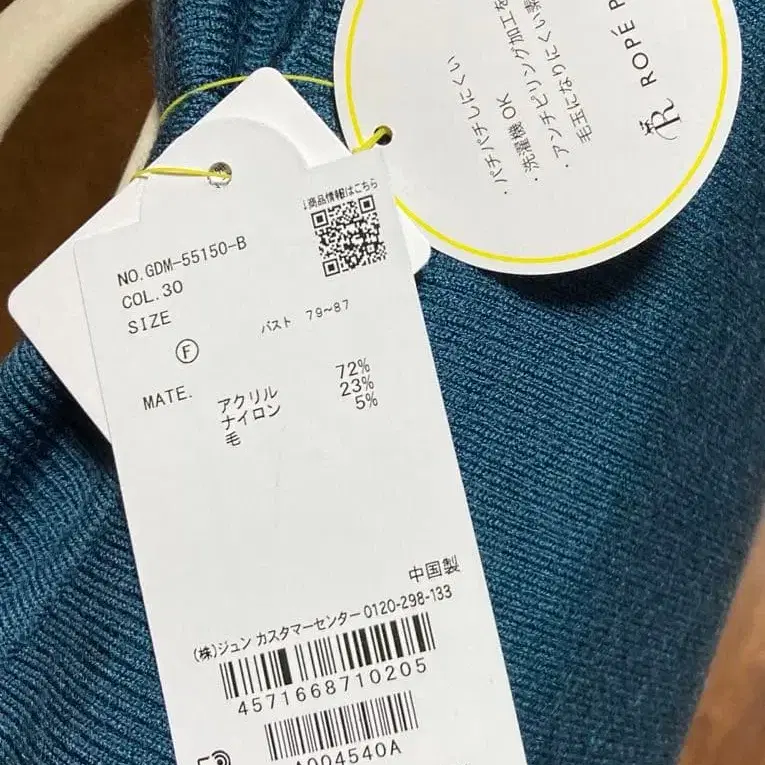 商品情報はこちら
NO.GDM-55150-B
COL.30
SIZE
バスト 79~87
F
MATE.
アクリル 72%
ナイロン 23%
毛 5%
中国製
(株)ジュン カスタマーセンター 0120-298-133
4571668710205
A004540A
・パチパチしにくい
・洗濯機OK
・アンチピリング加工を
毛玉になりにくい
R ROPÉ P